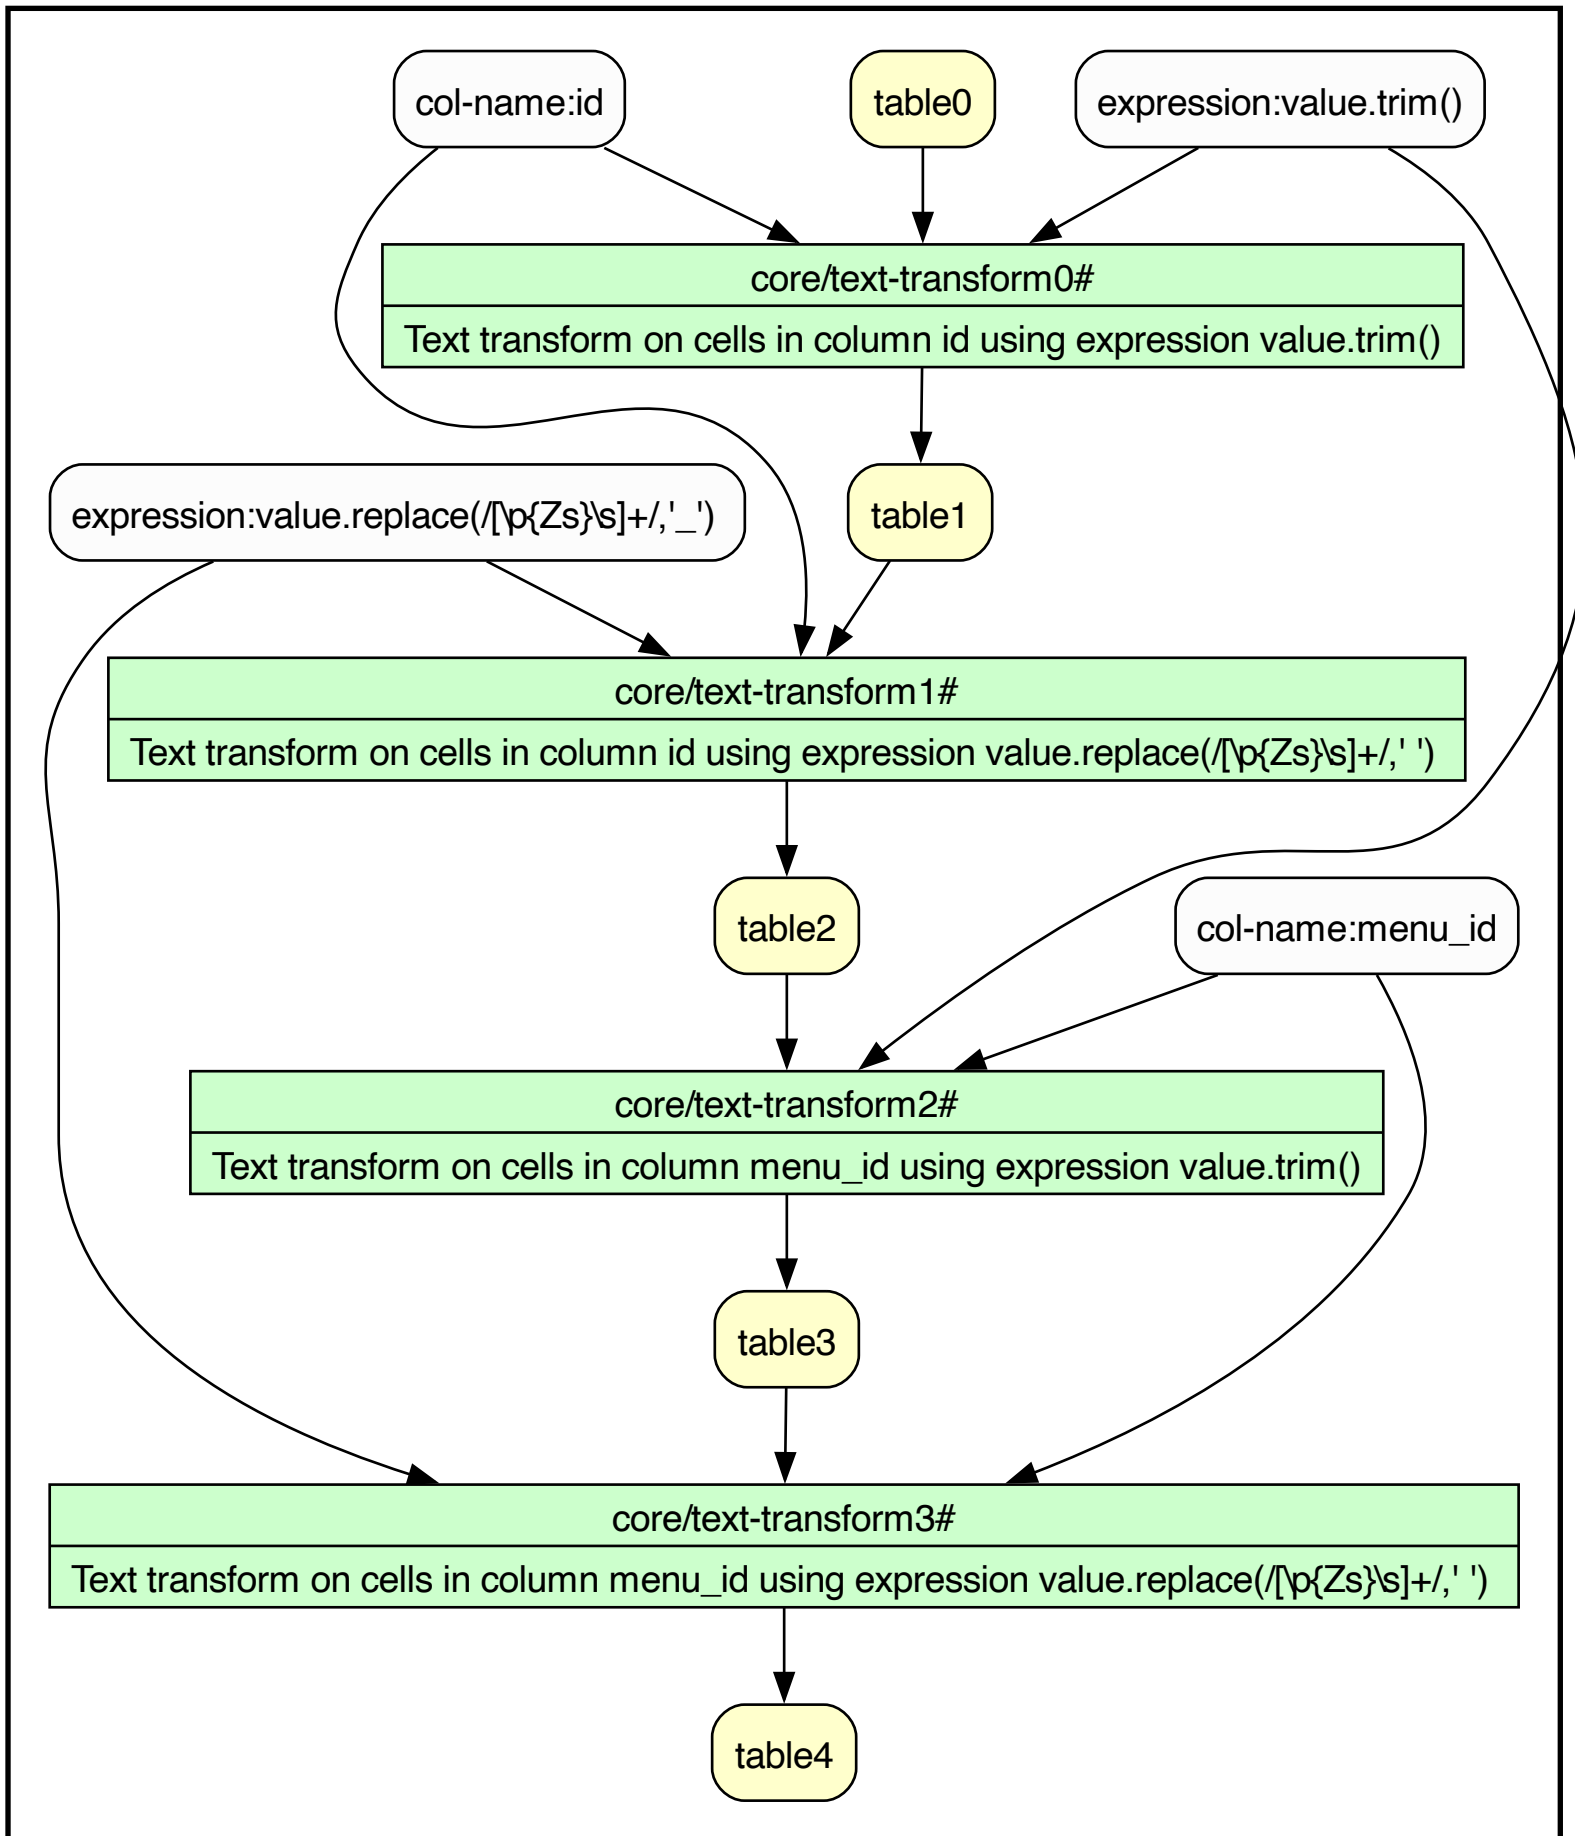 col-name:id
table0
expression:value.trim()
core/text-transform0#
Text transform on cells in column id using expression value.trim()
expression:value.replace(/[\p{Zs}\s]+/,'_')
table1
core/text-transform1#
Text transform on cells in column id using expression value.replace(/[\p{Zs}\s]+/,' ')
table2
col-name:menu_id
core/text-transform2#
Text transform on cells in column menu_id using expression value.trim()
table3
core/text-transform3#
Text transform on cells in column menu_id using expression value.replace(/[\p{Zs}\s]+/,' ')
table4